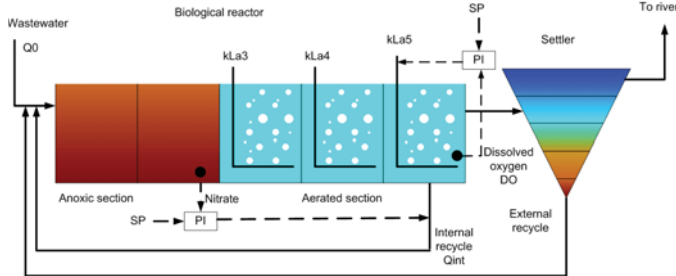 Biological reactor
SP
To river
Wastewater
Q0
kLa3
kLa4
kLa5
PI
Settler
Dissolved
oxygen
DO
Anoxic section
Nitrate
Aerated section
SP
PI
Internal
recycle
Qint
External
recycle